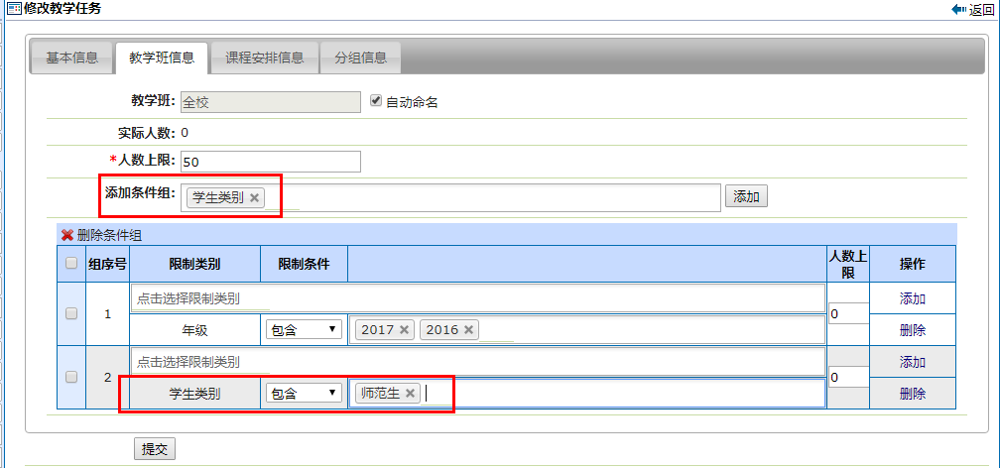 修改教学任务 返回
基本信息 教学班信息 课程安排信息 分组信息
教学班: 全校 自动命名
实际人数: 0
*人数上限: 50
添加条件组: 学生类别 × 添加
删除条件组
组序号 限制类别 限制条件 人数上限 操作
1 点击选择限制类别 0 添加
年级 包含 2017 × 2016 × 删除
2 点击选择限制类别 0 添加
学生类别 包含 师范生 × 删除
提交